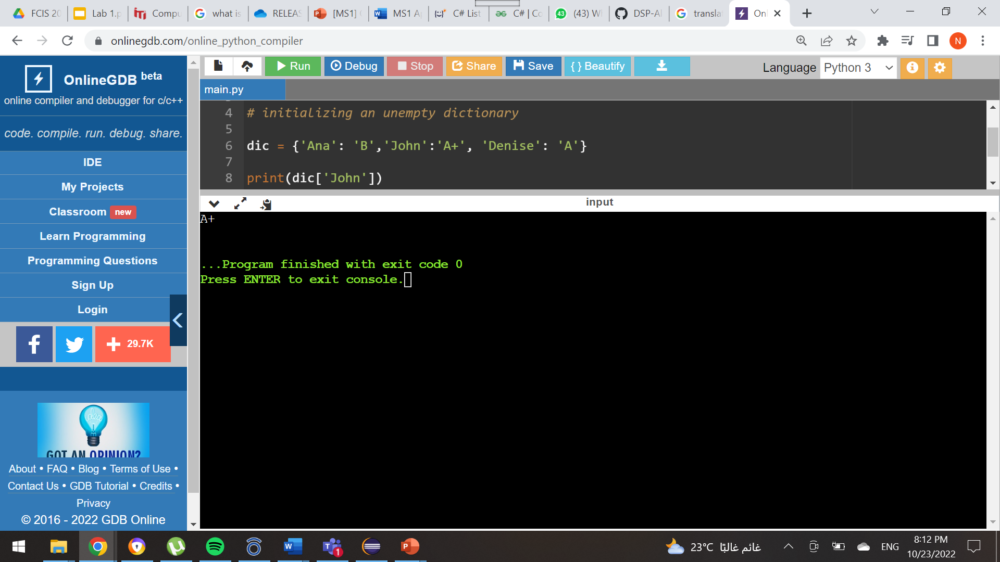 FCIS 20
Lab 1.p
Compu
what is
RELEAS
[MS1]
MS1 A
C# List
C# | Co
(43) W
DSP-Al
translat
Onl
onlinegdb.com/online_python_compiler
N
OnlineGDB beta
online compiler and debugger for c/c++
code. compile. run. debug. share.
IDE
My Projects
Classroom new
Learn Programming
Programming Questions
Sign Up
Login
29.7K
GOT AN OPINION?
About • FAQ • Blog • Terms of Use •
Contact Us • GDB Tutorial • Credits •
Privacy
© 2016 - 2022 GDB Online
Run
Debug
Stop
Share
Save
{ } Beautify
Language Python 3
main.py
4 # initializing an unempty dictionary
5
6 dic = {'Ana': 'B','John':'A+', 'Denise': 'A'}
7
8 print(dic['John'])
input
A+
...Program finished with exit code 0
Press ENTER to exit console.
23°C غائم غالبًا
ENG
8:12 PM
10/23/2022